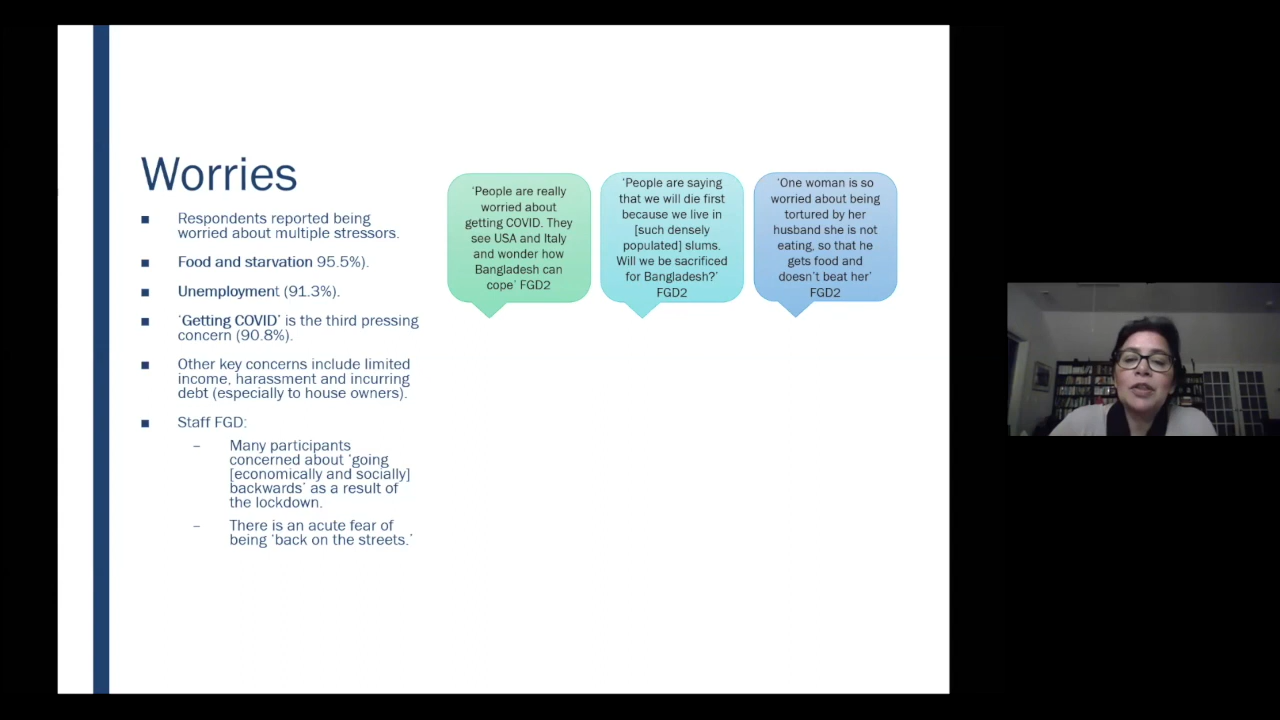 Worries
■ Respondents reported being
worried about multiple stressors.
■ Food and starvation 95.5%).
■ Unemployment (91.3%).
■ 'Getting COVID' is the third pressing
concern (90.8%).
■ Other key concerns include limited
income, harassment and incurring
debt (especially to house owners).
■ Staff FGD:
– Many participants
concerned about 'going
[economically and socially]
backwards' as a result of
the lockdown.
– There is an acute fear of
being 'back on the streets.'
'People are really
worried about
getting COVID. They
see USA and Italy
and wonder how
Bangladesh can
cope' FGD2
'People are saying
that we will die first
because we live in
[such densely
populated] slums.
Will we be sacrificed
for Bangladesh?'
FGD2
'One woman is so
worried about being
tortured by her
husband she is not
eating, so that he
gets food and
doesn't beat her'
FGD2